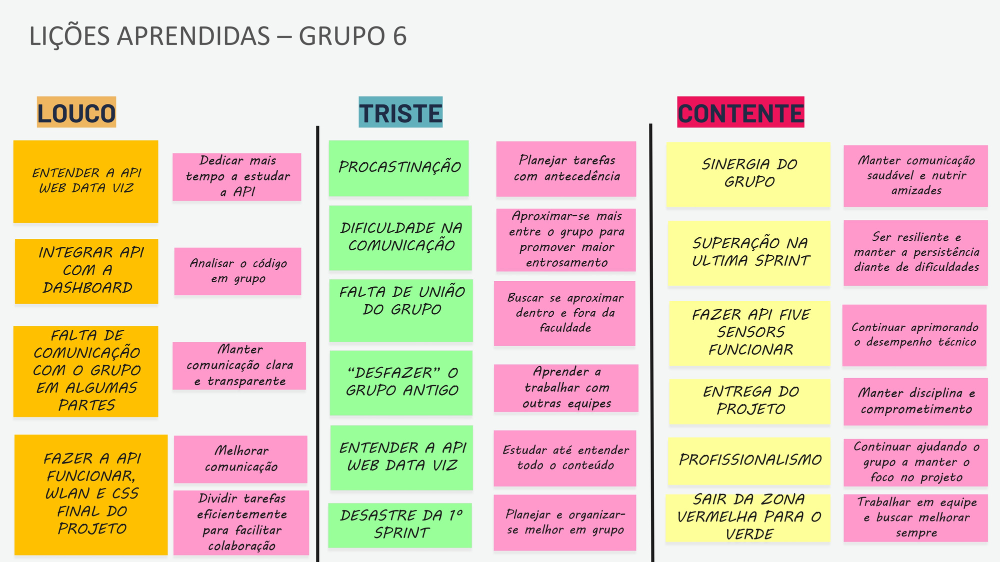 LIÇÕES APRENDIDAS – GRUPO 6
LOUCO
ENTENDER A API
WEB DATA VIZ
Dedicar mais
tempo a estudar
a API
INTEGRAR API
COM A
DASHBOARD
Analisar o código
em grupo
FALTA DE
COMUNICAÇÃO
COM O GRUPO
EM ALGUMAS
PARTES
Manter
comunicação clara
e transparente
FAZER A API
FUNCIONAR,
WLAN E CSS
FINAL DO
PROJETO
Melhorar
comunicação
Dividir tarefas
eficientemente
para facilitar
colaboração
TRISTE
PROCASTINAÇÃO
Planejar tarefas
com antecedência
DIFICULDADE NA
COMUNICAÇÃO
Aproximar-se mais
entre o grupo para
promover maior
entrosamento
FALTA DE UNIÃO
DO GRUPO
Buscar se aproximar
dentro e fora da
faculdade
“DESFAZER” O
GRUPO ANTIGO
Aprender a
trabalhar com
outras equipes
ENTENDER A API
WEB DATA VIZ
Estudar até entender
todo o conteúdo
DESASTRE DA 1º
SPRINT
Planejar e organizar-
se melhor em grupo
CONTENTE
SINERGIA DO
GRUPO
Manter comunicação
saudável e nutrir
amizades
SUPERAÇÃO NA
ULTIMA SPRINT
Ser resiliente e
manter a persistência
diante de dificuldades
FAZER API FIVE
SENSORS
FUNCIONAR
Continuar aprimorando
o desempenho técnico
ENTREGA DO
PROJETO
Manter disciplina e
comprometimento
PROFISSIONALISMO
Continuar ajudando o
grupo a manter o
foco no projeto
SAIR DA ZONA
VERMELHA PARA O
VERDE
Trabalhar em equipe
e buscar melhorar
sempre